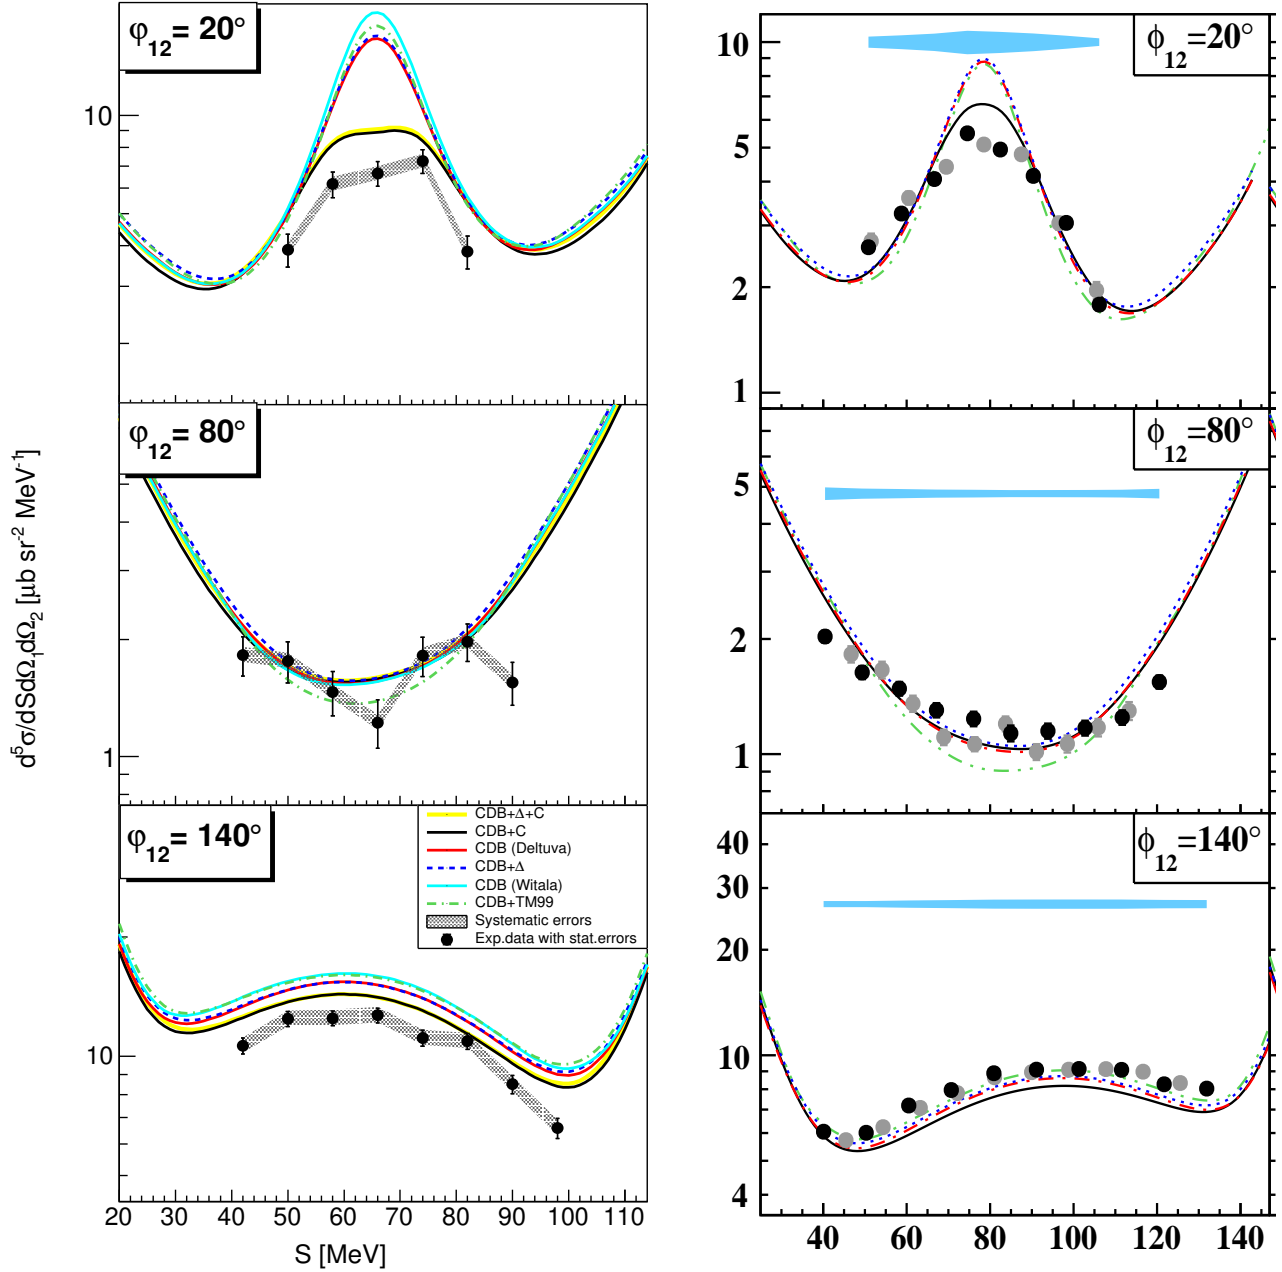 φ12= 20°
10
φ12= 80°
1
φ12= 140°
CDB+Δ+C
CDB+C
CDB (Deltuva)
CDB+Δ
CDB (Witala)
CDB+TM99
Systematic errors
Exp.data with stat.errors
10
20 30 40 50 60 70 80 90 100 110
S [MeV]
d⁵σ/dSdΩ₁dΩ₂ [μb sr⁻² MeV⁻¹]
ϕ12=20°
10
5
2
1
ϕ12=80°
5
2
1
ϕ12=140°
40
30
20
10
7
4
40 60 80 100 120 140